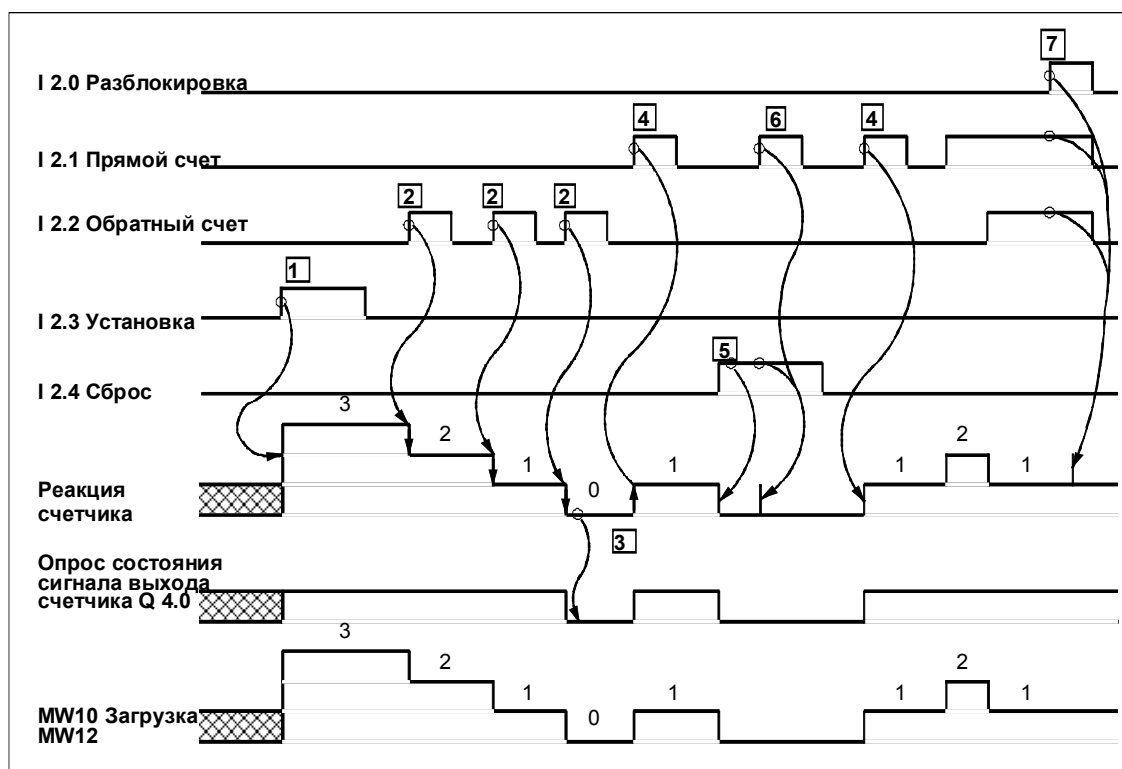 7
I 2.0 Разблокировка
4 6 4
I 2.1 Прямой счет
2 2 2
I 2.2 Обратный счет
1
I 2.3 Установка
5
I 2.4 Сброс
3
2 2
1 0 1 1 1
Реакция
счетчика
3
Опрос состояния
сигнала выхода
счетчика Q 4.0
3
2 2
1 1 1 1
MW10 Загрузка
0
MW12